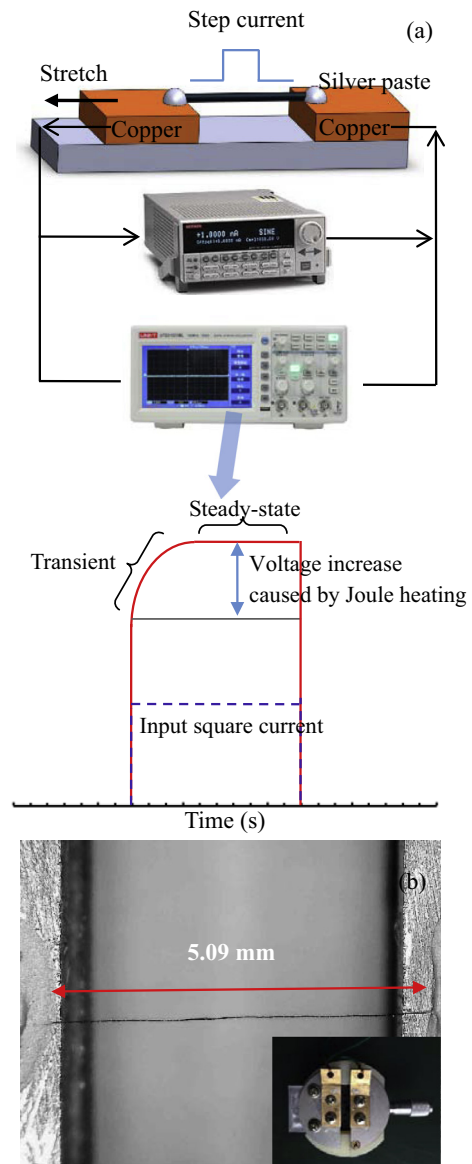 Step current
(a)
Stretch
Silver paste
Copper
Copper
+1.0000 mA SINE
Steady-state
Transient
Voltage increase
caused by Joule heating
Input square current
Time (s)
(b)
5.09 mm